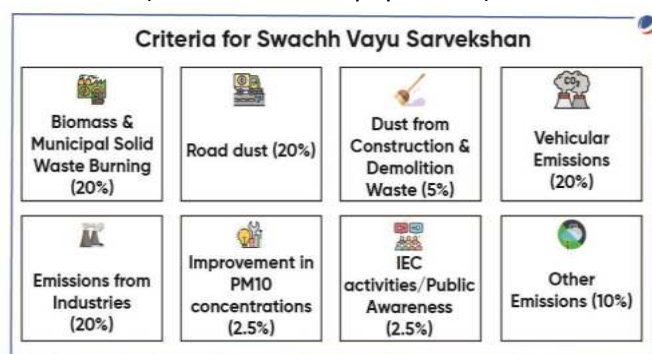 Criteria for Swachh Vayu Sarvekshan
Biomass &
Municipal Solid
Waste Burning
(20%)
Road dust (20%)
Dust from
Construction &
Demolition
Waste (5%)
CO₂
Vehicular
Emissions
(20%)
Emissions from
Industries
(20%)
Improvement in
PM10
concentrations
(2.5%)
IEC
activities/Public
Awareness
(2.5%)
Other
Emissions (10%)